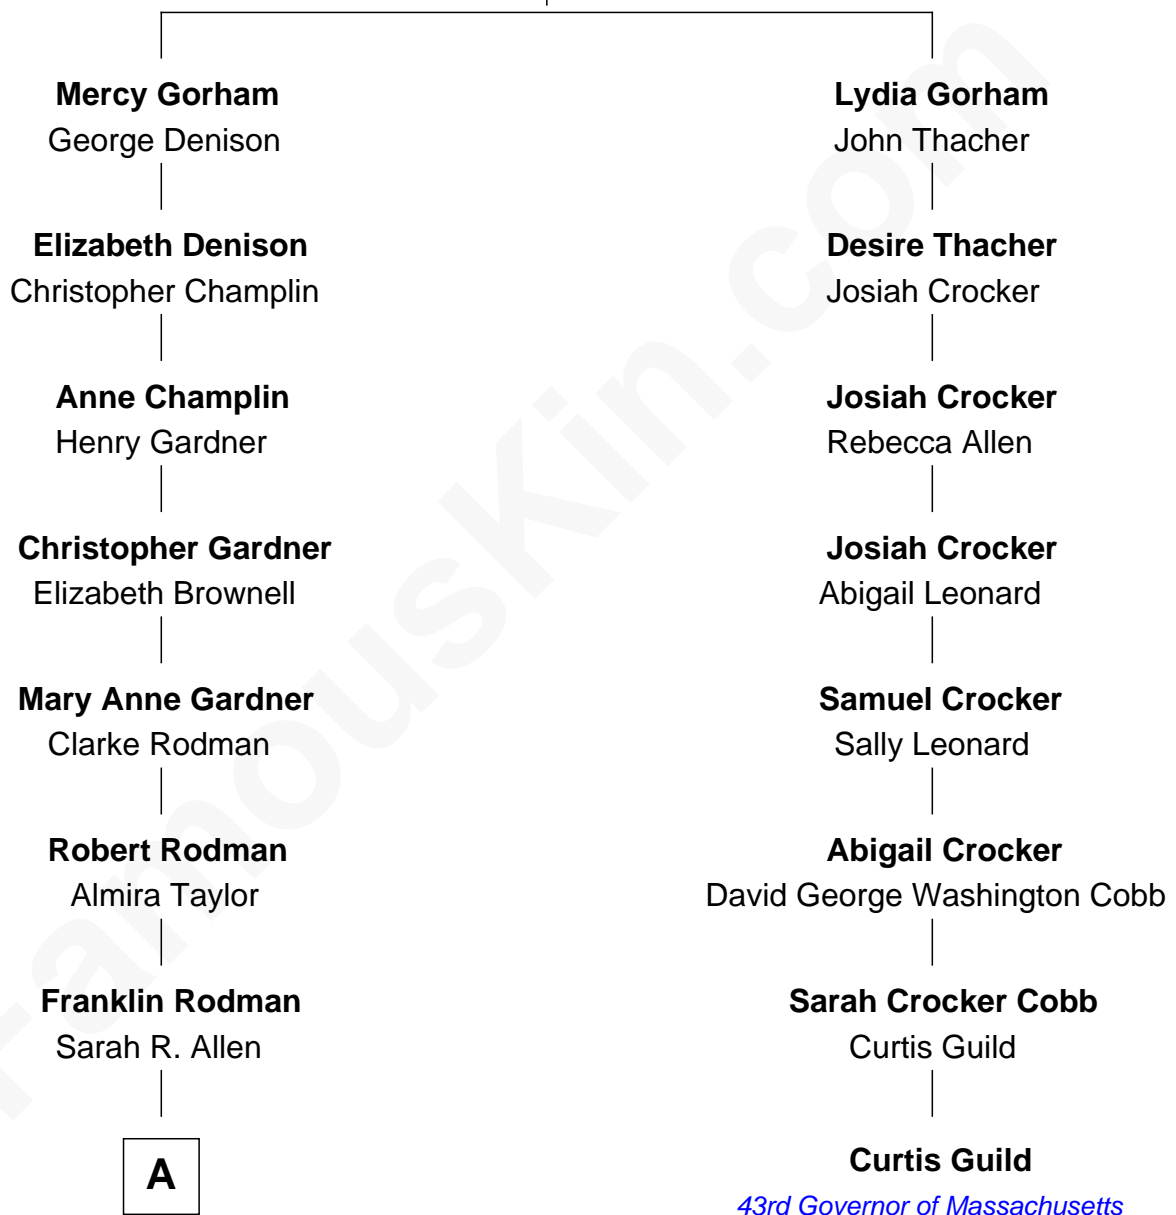 Mercy Gorham
George Denison
Lydia Gorham
John Thacher
Elizabeth Denison
Christopher Champlin
Desire Thacher
Josiah Crocker
Anne Champlin
Henry Gardner
Josiah Crocker
Rebecca Allen
Christopher Gardner
Elizabeth Brownell
Josiah Crocker
Abigail Leonard
Mary Anne Gardner
Clarke Rodman
Samuel Crocker
Sally Leonard
Robert Rodman
Almira Taylor
Abigail Crocker
David George Washington Cobb
Franklin Rodman
Sarah R. Allen
Sarah Crocker Cobb
Curtis Guild
A
Curtis Guild
43rd Governor of Massachusetts
FamousKin.com